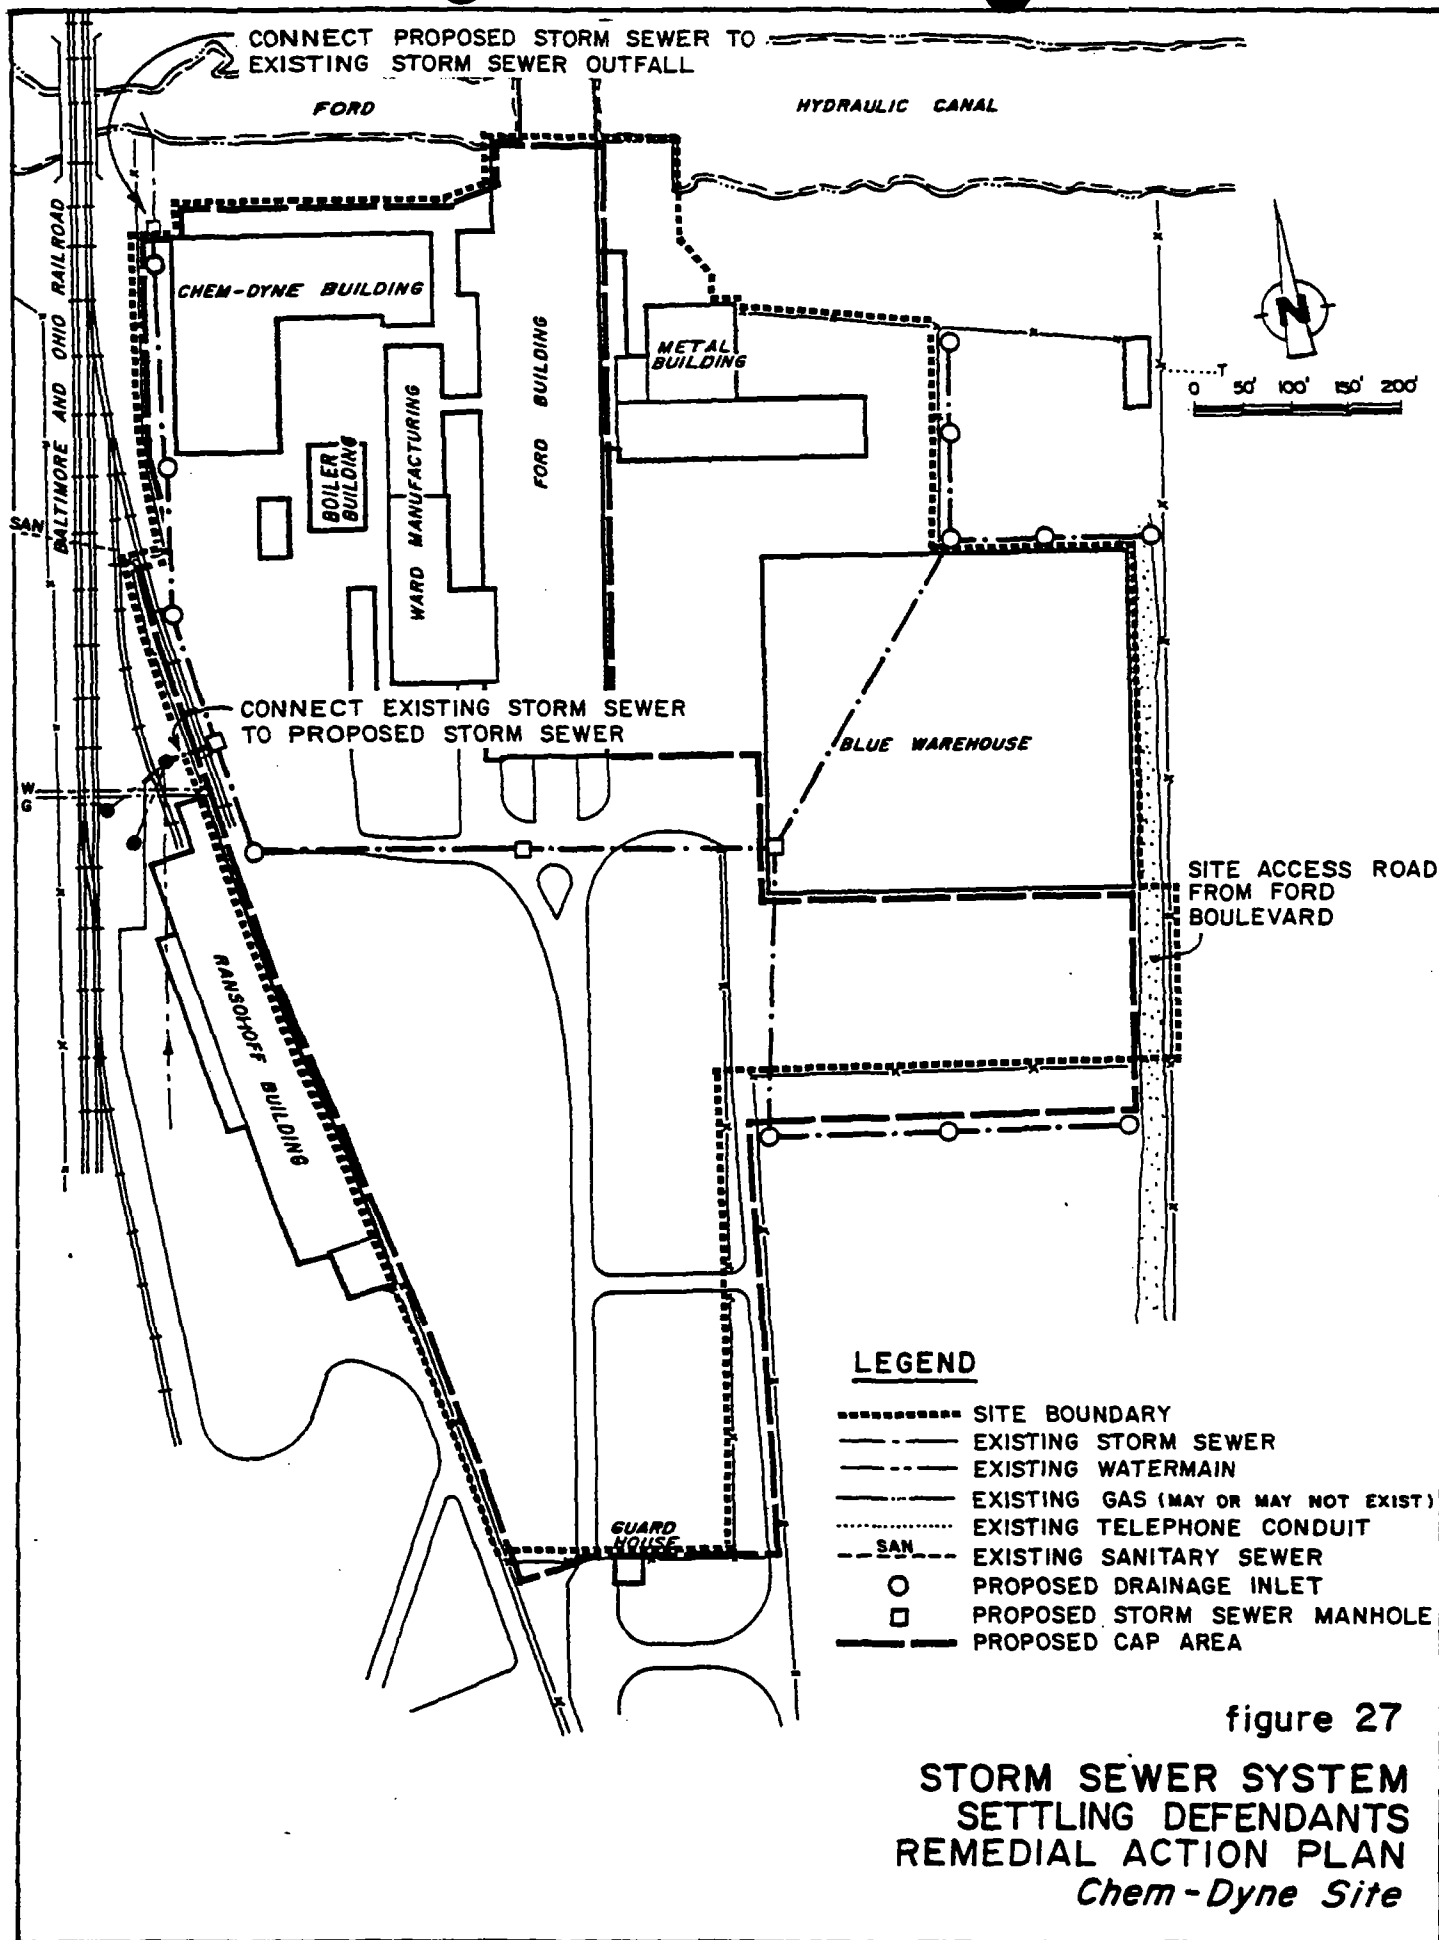 CONNECT PROPOSED STORM SEWER TO
EXISTING STORM SEWER OUTFALL
FORD
HYDRAULIC CANAL
BALTIMORE AND OHIO RAILROAD
CHEM-DYNE BUILDING
FORD BUILDING
METAL
BUILDING
N
T
0 50' 100' 150' 200'
BOILER
BUILDING
WARD MANUFACTURING
SAN
CONNECT EXISTING STORM SEWER
TO PROPOSED STORM SEWER
BLUE WAREHOUSE
W
G
SITE ACCESS ROAD
FROM FORD
BOULEVARD
RANSOHOFF BUILDING
GUARD
HOUSE
LEGEND
SITE BOUNDARY
EXISTING STORM SEWER
EXISTING WATERMAIN
EXISTING GAS (MAY OR MAY NOT EXIST)
EXISTING TELEPHONE CONDUIT
SAN EXISTING SANITARY SEWER
PROPOSED DRAINAGE INLET
PROPOSED STORM SEWER MANHOLE
PROPOSED CAP AREA
figure 27
STORM SEWER SYSTEM
SETTLING DEFENDANTS
REMEDIAL ACTION PLAN
Chem-Dyne Site